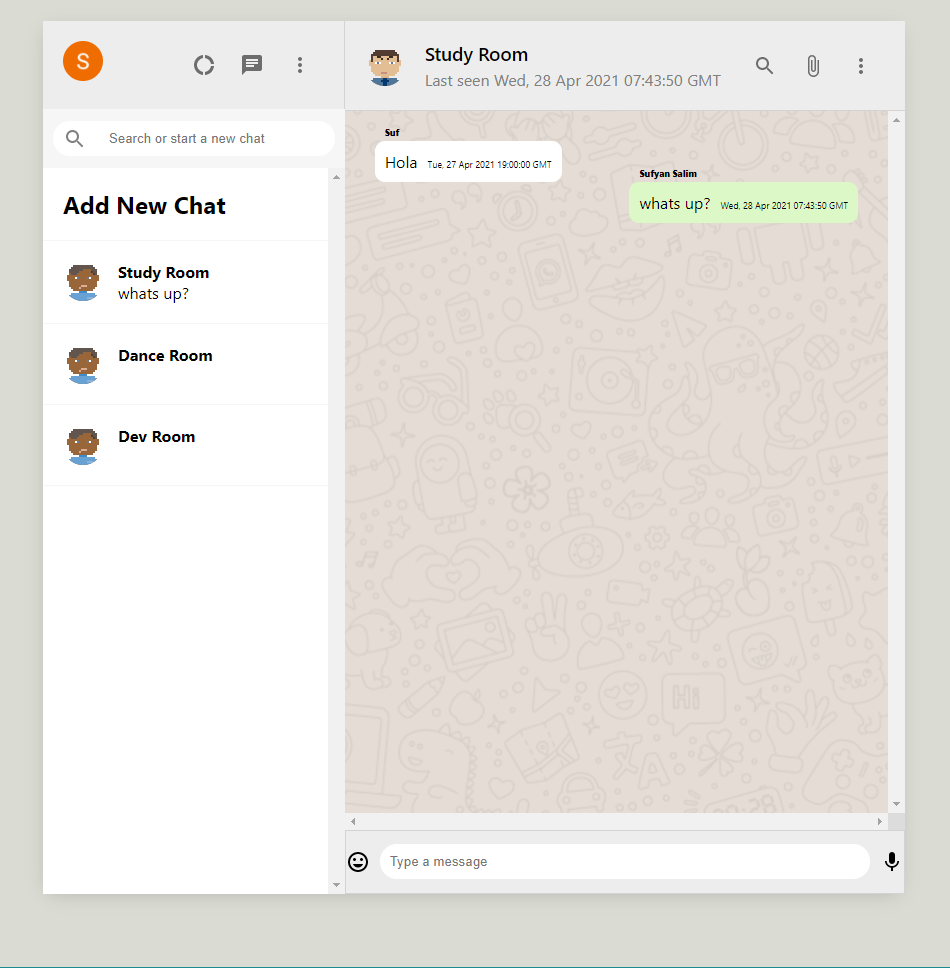 S
Study Room
Last seen Wed, 28 Apr 2021 07:43:50 GMT
Search or start a new chat
Add New Chat
Study Room
whats up?
Dance Room
Dev Room
Suf
Hola Tue, 27 Apr 2021 19:00:00 GMT
Sufyan Salim
whats up? Wed, 28 Apr 2021 07:43:50 GMT
Hi
Type a message